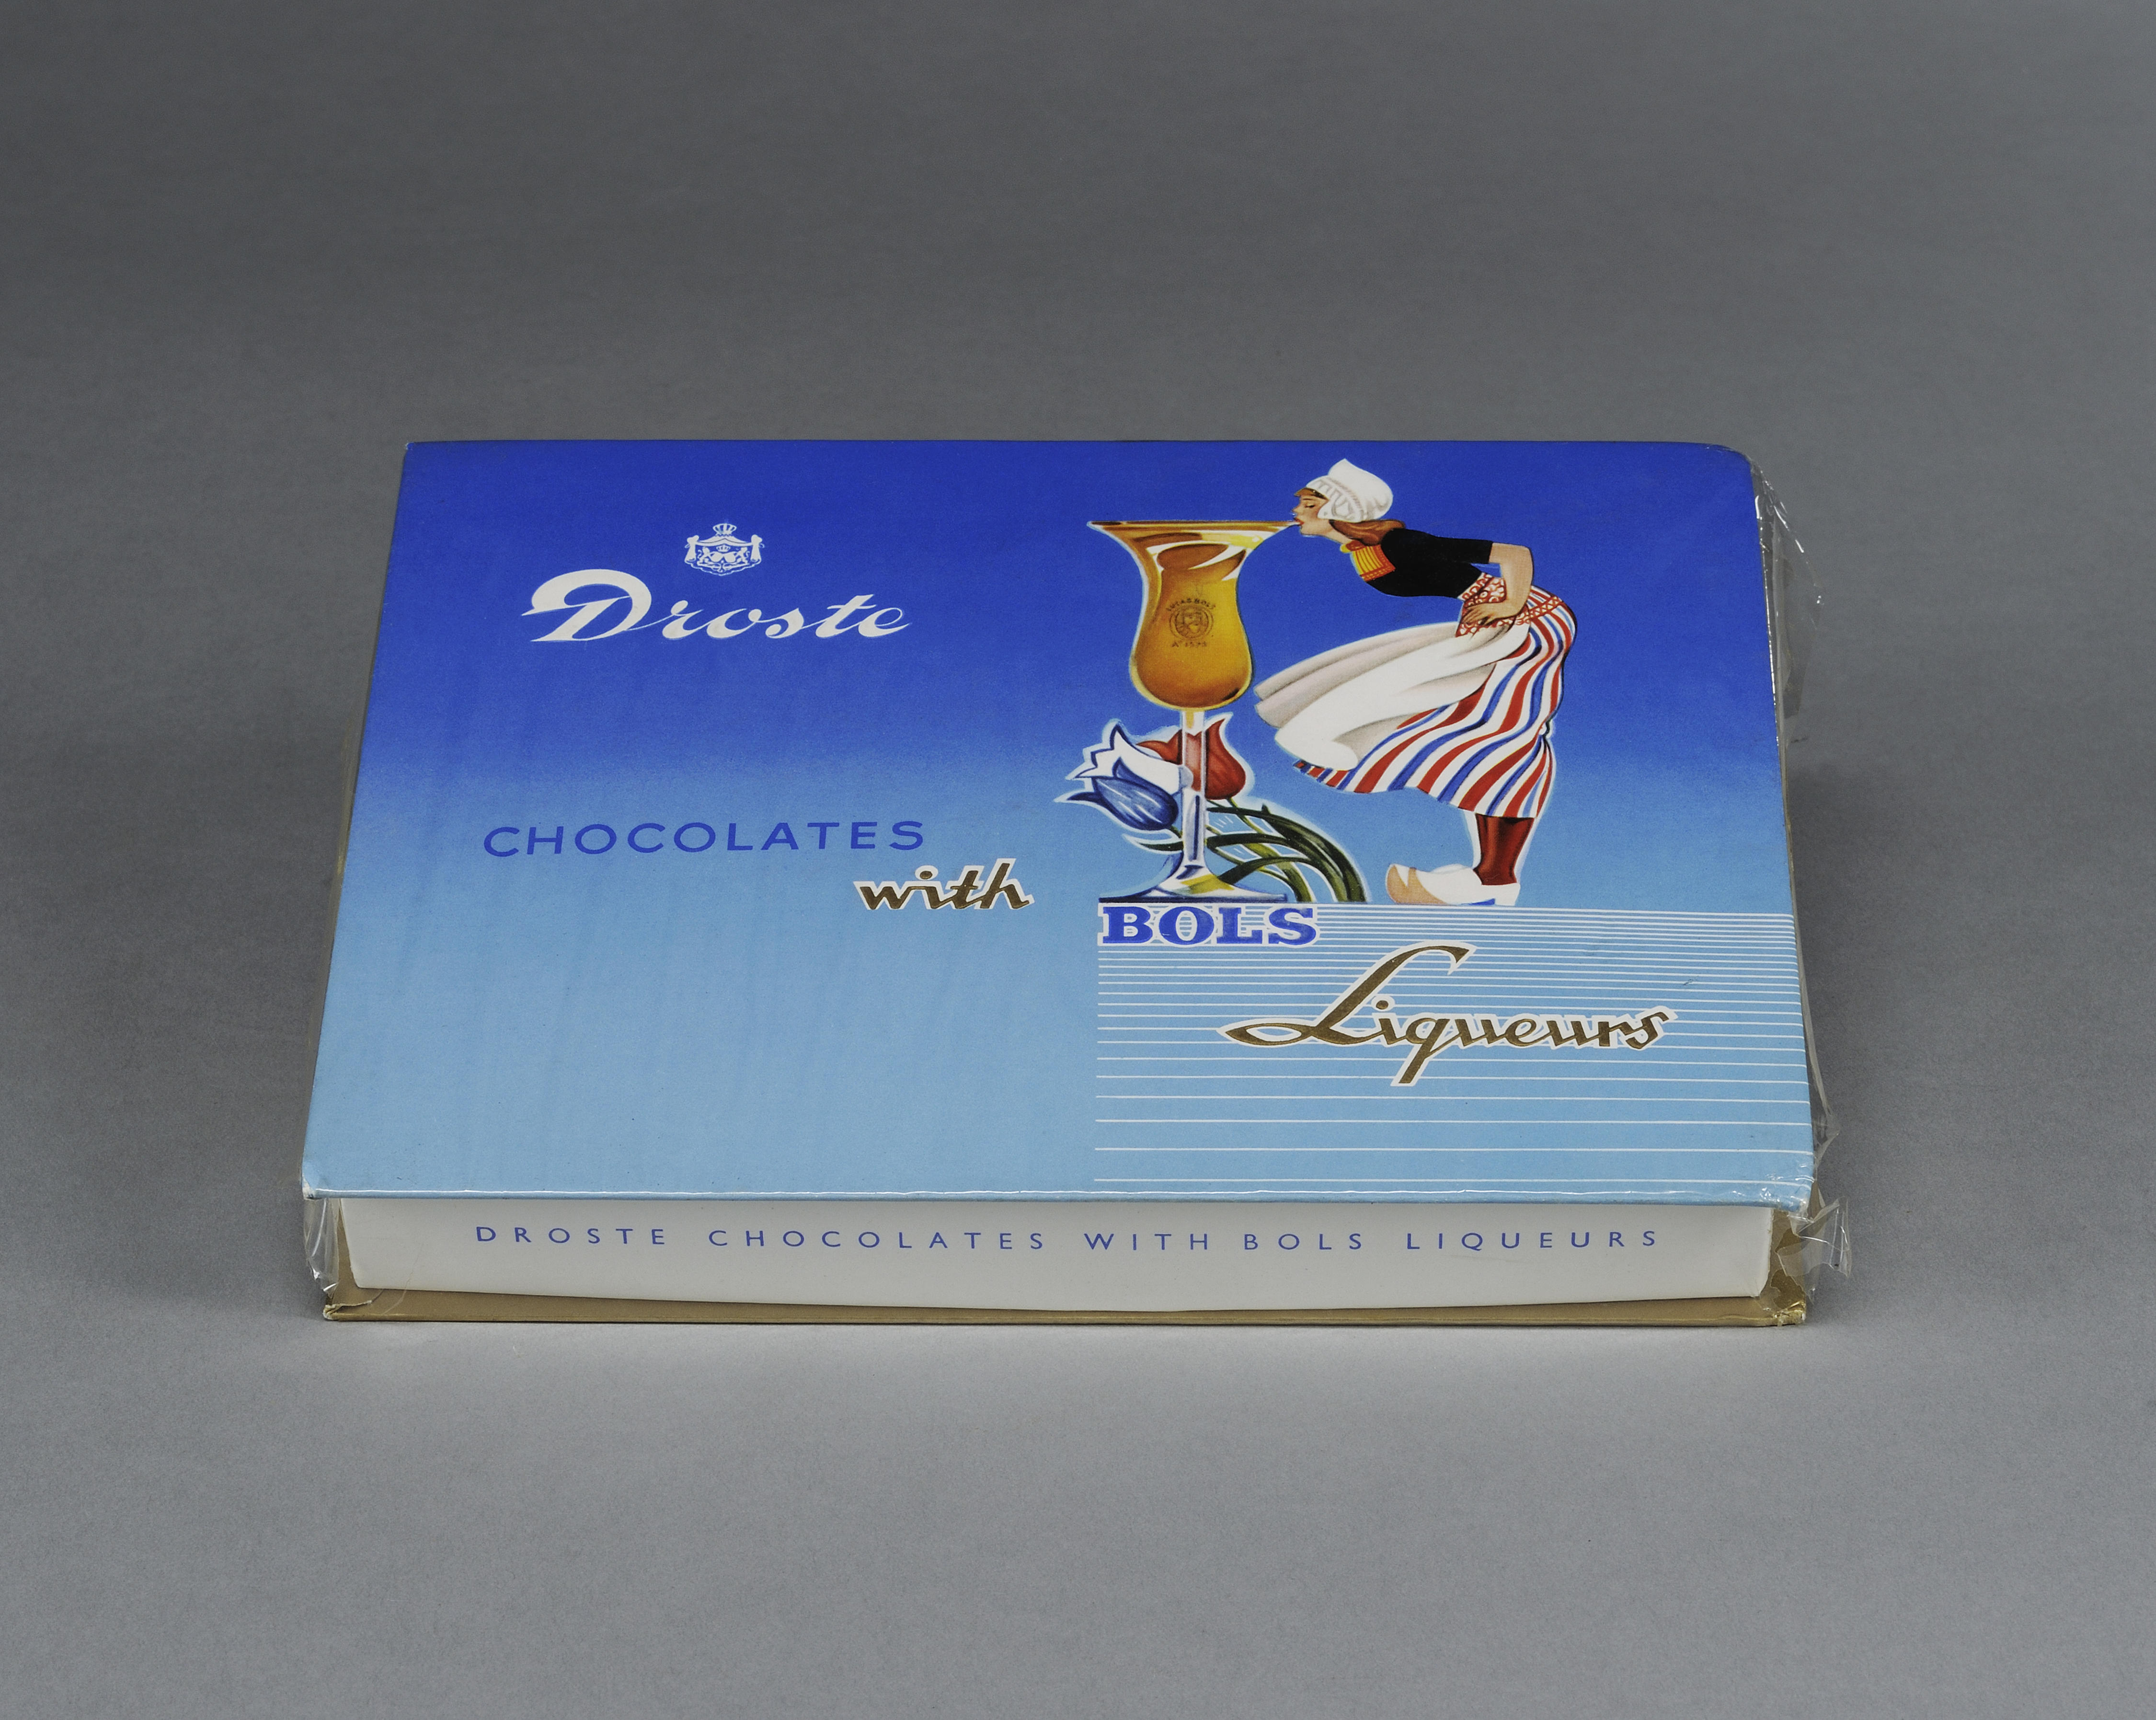 Droste
CHOCOLATES
with
BOLS
Liqueurs
DROSTE CHOCOLATES WITH BOLS LIQUEURS